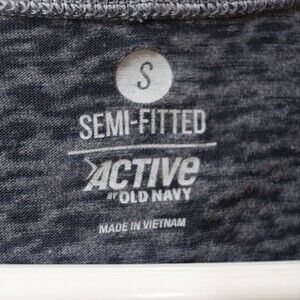 S
SEMI-FITTED
ACTIVE
BY OLD NAVY
MADE IN VIETNAM